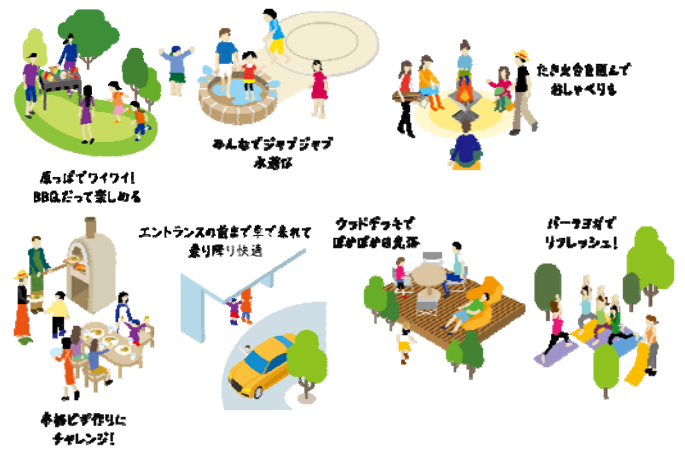 たき火台を囲んで
おしゃべりも
みんなでジャブジャブ
水遊び
原っぱでワイワイ!
BBQだって楽しめる
エントランスの前まで車で来れて
乗り降り快適
ウッドデッキで
ぽかぽか日光浴
パークヨガで
リフレッシュ!
本格ピザ作りに
チャレンジ!